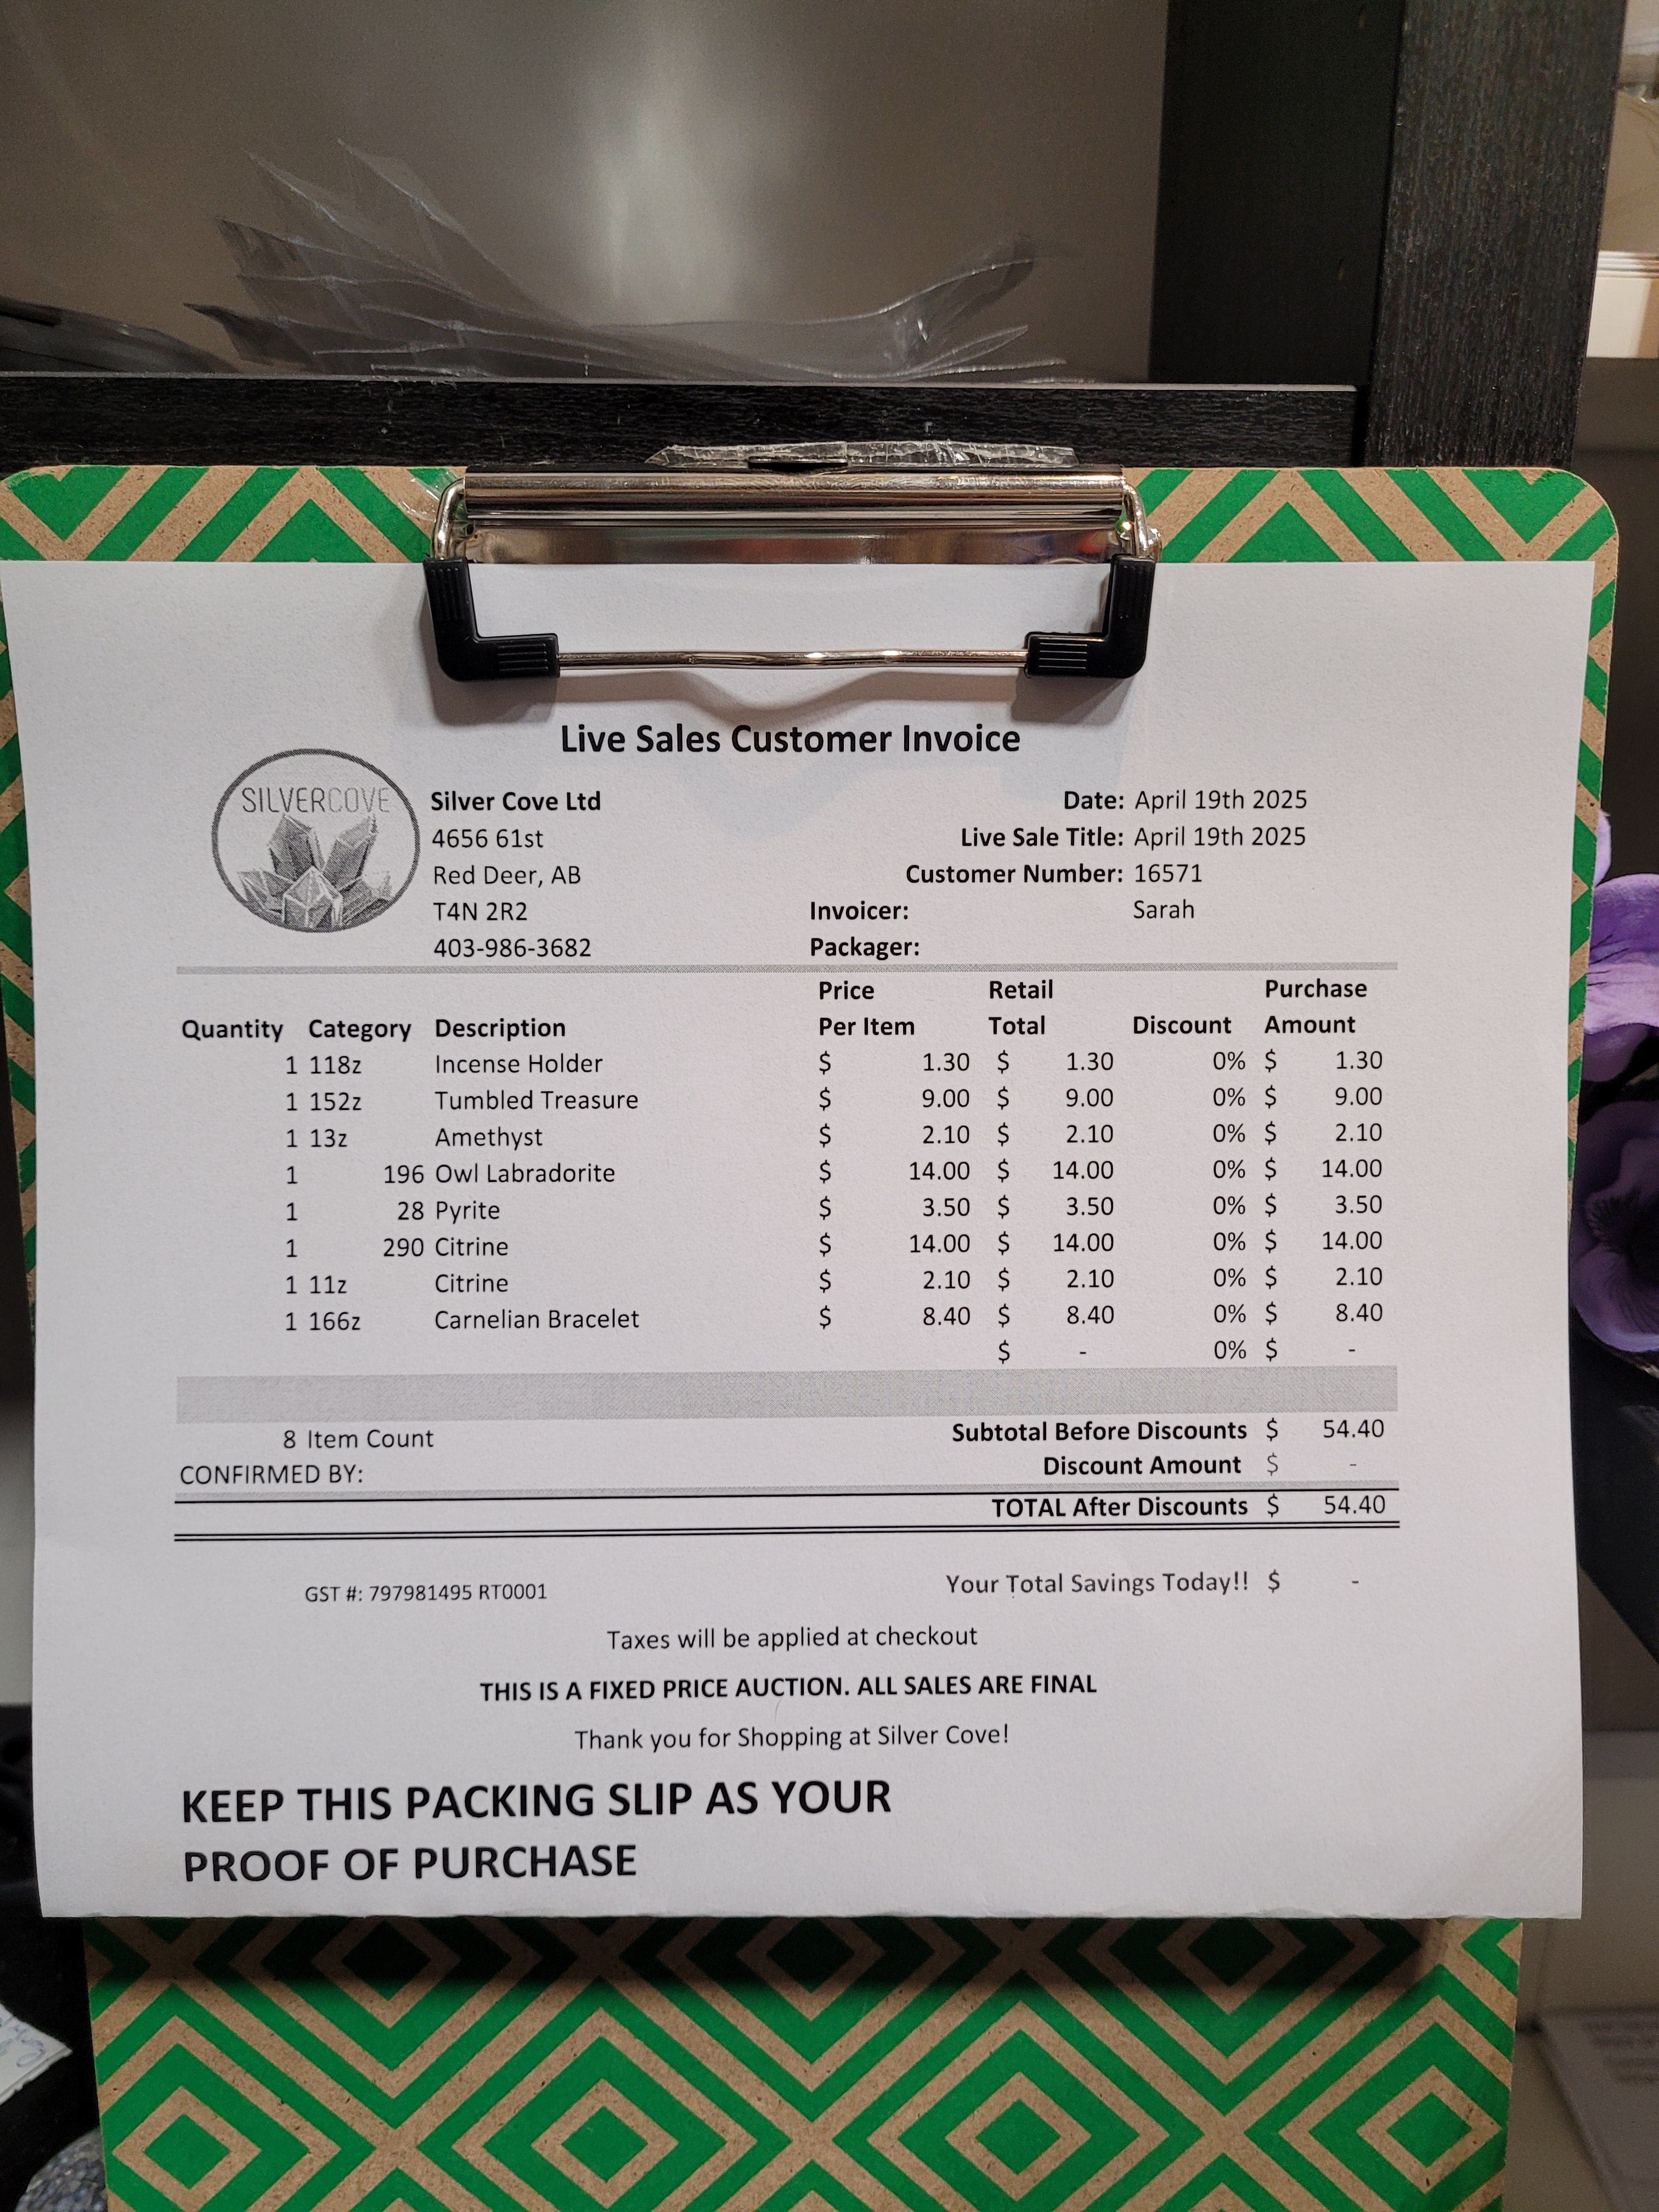 Live Sales Customer Invoice
SILVERCOVE
Silver Cove Ltd
4656 61st
Red Deer, AB
T4N 2R2
403-986-3682
Date: April 19th 2025
Live Sale Title: April 19th 2025
Customer Number: 16571
Invoicer: Sarah
Packager:
Quantity Category Description Price Per Item Retail Total Discount Purchase Amount
1 118z Incense Holder $ 1.30 $ 1.30 0% $ 1.30
1 152z Tumbled Treasure $ 9.00 $ 9.00 0% $ 9.00
1 13z Amethyst $ 2.10 $ 2.10 0% $ 2.10
1 196 Owl Labradorite $ 14.00 $ 14.00 0% $ 14.00
1 28 Pyrite $ 3.50 $ 3.50 0% $ 3.50
1 290 Citrine $ 14.00 $ 14.00 0% $ 14.00
1 11z Citrine $ 2.10 $ 2.10 0% $ 2.10
1 166z Carnelian Bracelet $ 8.40 $ 8.40 0% $ 8.40
$ - 0% $ -
8 Item Count Subtotal Before Discounts $ 54.40
CONFIRMED BY: Discount Amount $ -
TOTAL After Discounts $ 54.40
GST #: 797981495 RT0001 Your Total Savings Today!! $ -
Taxes will be applied at checkout
THIS IS A FIXED PRICE AUCTION. ALL SALES ARE FINAL
Thank you for Shopping at Silver Cove!
KEEP THIS PACKING SLIP AS YOUR
PROOF OF PURCHASE